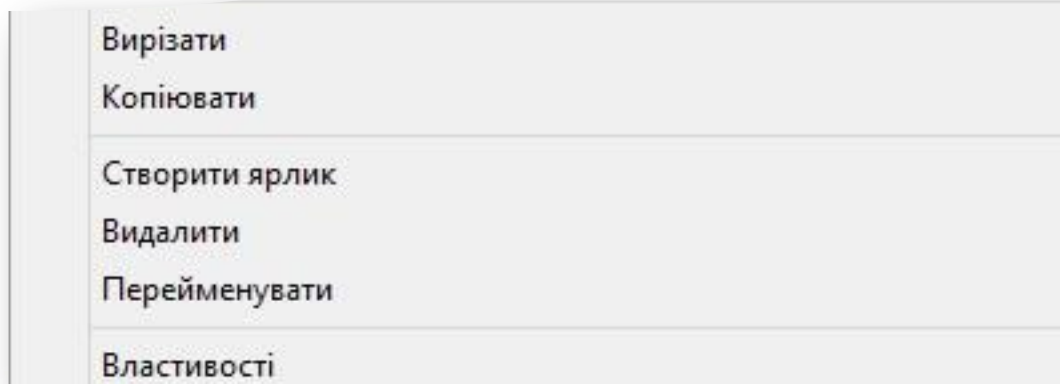 Вирізати
Копіювати
Створити ярлик
Видалити
Перейменувати
Властивості